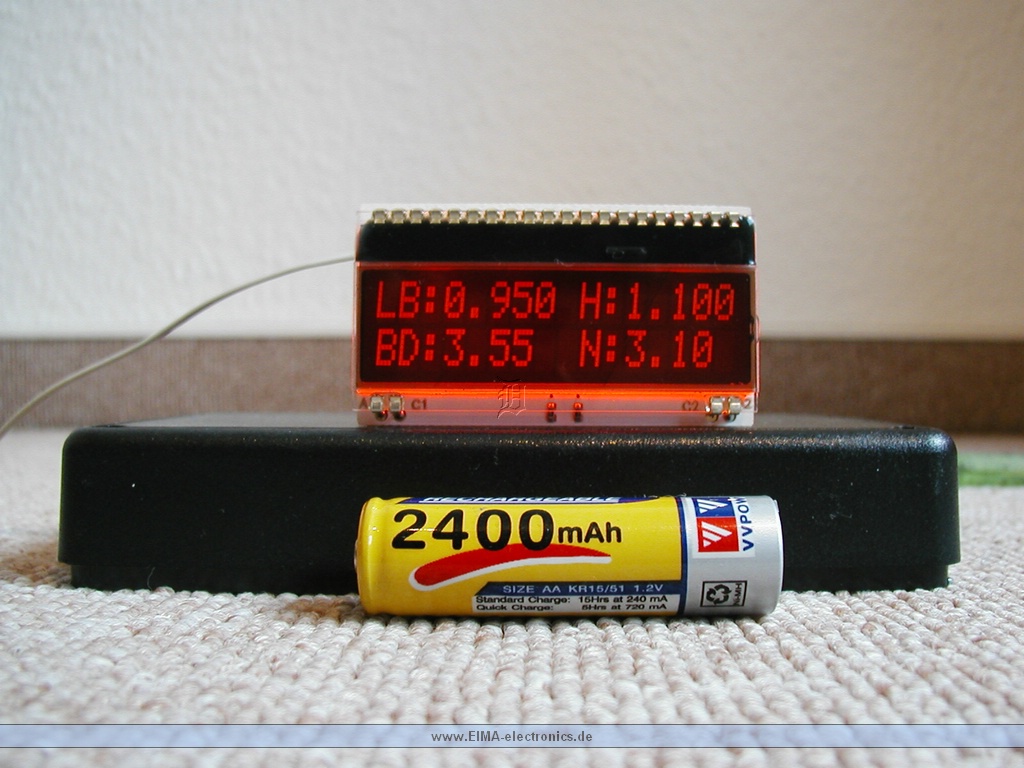 LB:0.950 H:1.100
BD:3.55 N:3.10
A C1 C2
RECHARGEABLE
2400mAh
VVPOW
SIZE AA KR15/51 1.2V
Standard Charge: 15Hrs at 240 mA
Quick Charge: 5Hrs at 720 mA
Ni-MH
www.EIMA-electronics.de